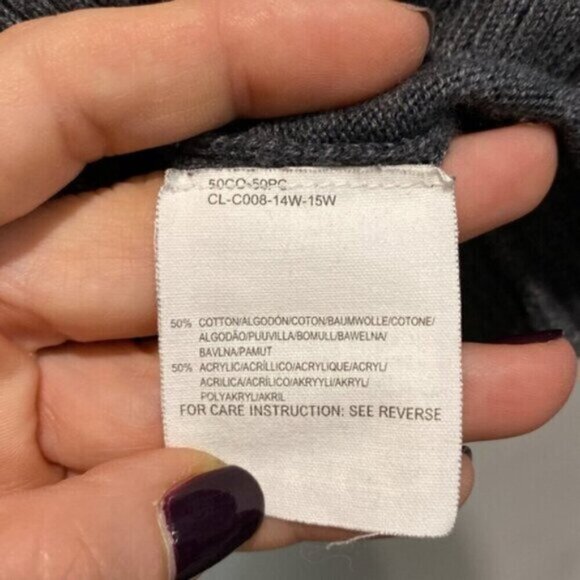 50CO-50PC
CL-C008-14W-15W
50% COTTON/ALGODÓN/COTON/BAUMWOLLE/COTONE/
ALGODÃO/PUUVILLA/BOMULL/BAWELNA/
BAVLNA/PAMUT
50% ACRYLIC/ACRÍLLICO/ACRYLIQUE/ACRYL/
ACRILICA/ACRÍLICO/AKRYYLI/AKRYL/
POLYAKRYL/AKRIL
FOR CARE INSTRUCTION: SEE REVERSE